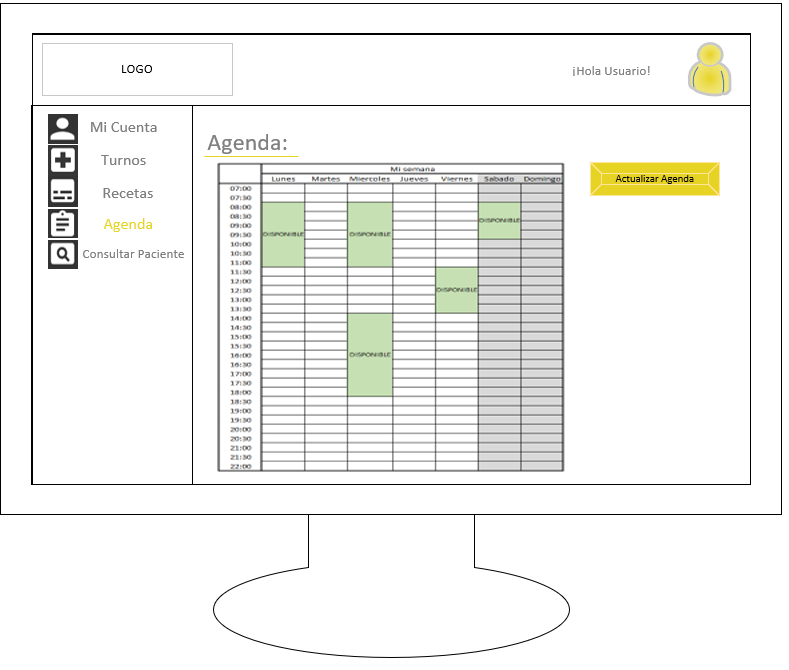 LOGO
¡Hola Usuario!
Mi Cuenta
Turnos
Recetas
Agenda
Consultar Paciente
Agenda:
Actualizar Agenda
Mi semana
Lunes Martes Miercoles Jueves Viernes Sabado Domingo
07:00
07:30
08:00
08:30
09:00
09:30
10:00
10:30
11:00
11:30
12:00
12:30
13:00
13:30
14:00
14:30
15:00
15:30
16:00
16:30
17:00
17:30
18:00
18:30
19:00
19:30
20:00
20:30
21:00
21:30
22:00
DISPONIBLE
DISPONIBLE
DISPONIBLE
DISPONIBLE
DISPONIBLE